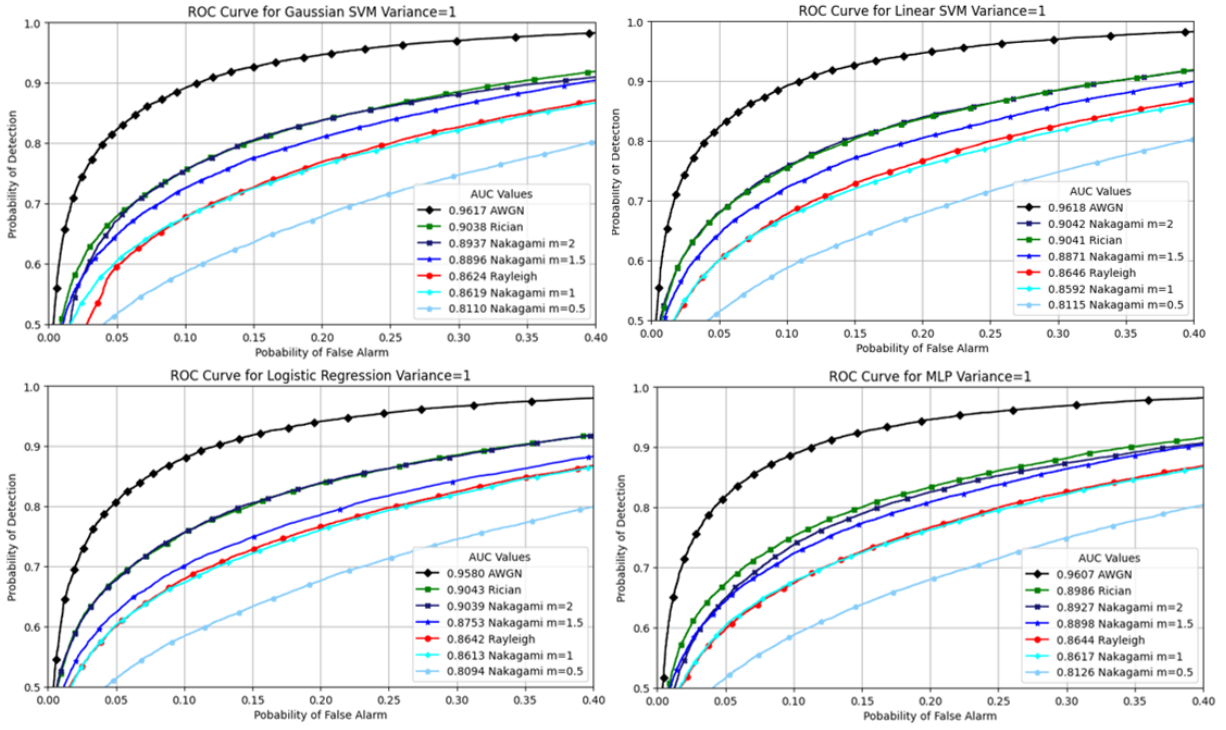 ROC Curve for Gaussian SVM Variance=1
1.0
0.9
0.8
0.7
0.6
0.5
Probability of Detection
AUC Values
0.9617 AWGN
0.9038 Rician
0.8937 Nakagami m=2
0.8896 Nakagami m=1.5
0.8624 Rayleigh
0.8619 Nakagami m=1
0.8110 Nakagami m=0.5
0.00 0.05 0.10 0.15 0.20 0.25 0.30 0.35 0.40
Pobability of False Alarm
ROC Curve for Linear SVM Variance=1
1.0
0.9
0.8
0.7
0.6
0.5
Probability of Detection
AUC Values
0.9618 AWGN
0.9042 Nakagami m=2
0.9041 Rician
0.8871 Nakagami m=1.5
0.8646 Rayleigh
0.8592 Nakagami m=1
0.8115 Nakagami m=0.5
0.00 0.05 0.10 0.15 0.20 0.25 0.30 0.35 0.40
Pobability of False Alarm
ROC Curve for Logistic Regression Variance=1
1.0
0.9
0.8
0.7
0.6
0.5
Probability of Detection
AUC Values
0.9580 AWGN
0.9043 Rician
0.9039 Nakagami m=2
0.8753 Nakagami m=1.5
0.8642 Rayleigh
0.8613 Nakagami m=1
0.8094 Nakagami m=0.5
0.00 0.05 0.10 0.15 0.20 0.25 0.30 0.35 0.40
Pobability of False Alarm
ROC Curve for MLP Variance=1
1.0
0.9
0.8
0.7
0.6
0.5
Probability of Detection
AUC Values
0.9607 AWGN
0.8986 Rician
0.8927 Nakagami m=2
0.8898 Nakagami m=1.5
0.8644 Rayleigh
0.8617 Nakagami m=1
0.8126 Nakagami m=0.5
0.00 0.05 0.10 0.15 0.20 0.25 0.30 0.35 0.40
Pobability of False Alarm